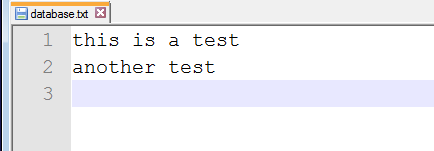 database.txt
1 this is a test
2 another test
3